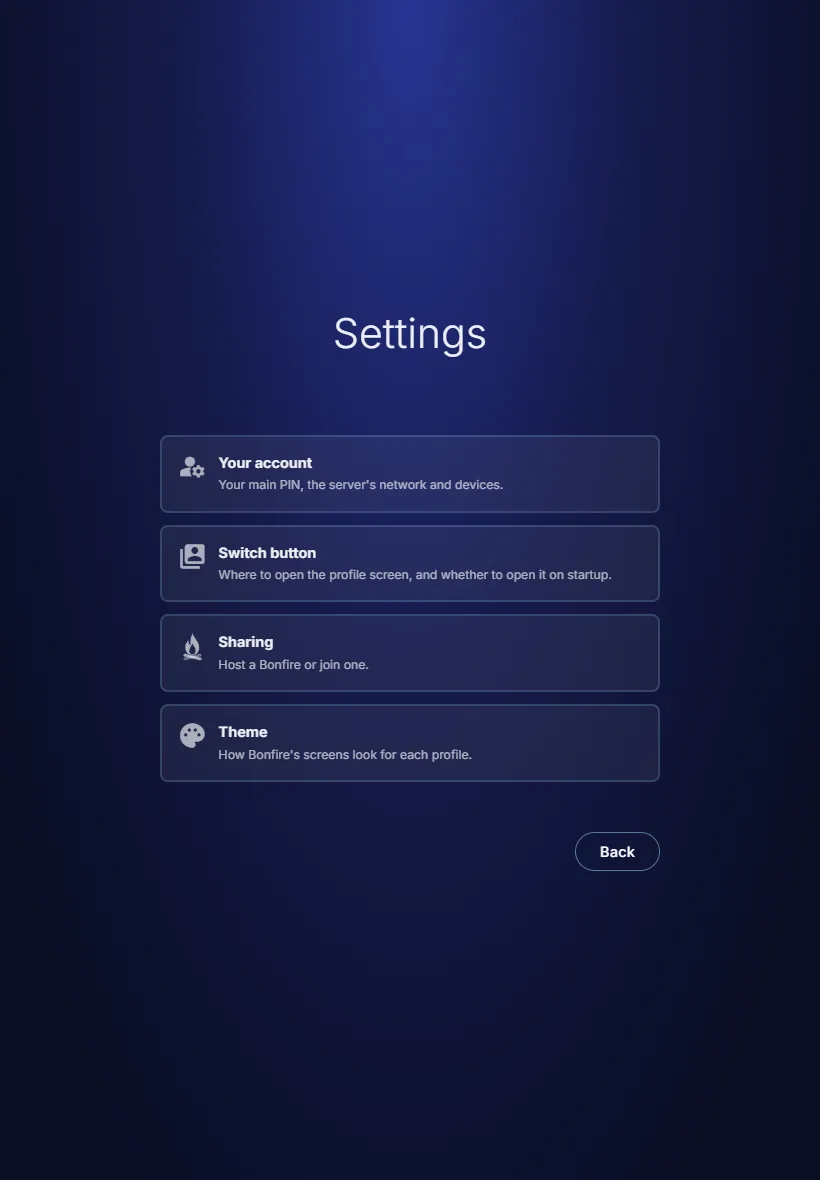 Settings
Your account
Your main PIN, the server's network and devices.
Switch button
Where to open the profile screen, and whether to open it on startup.
Sharing
Host a Bonfire or join one.
Theme
How Bonfire's screens look for each profile.
Back